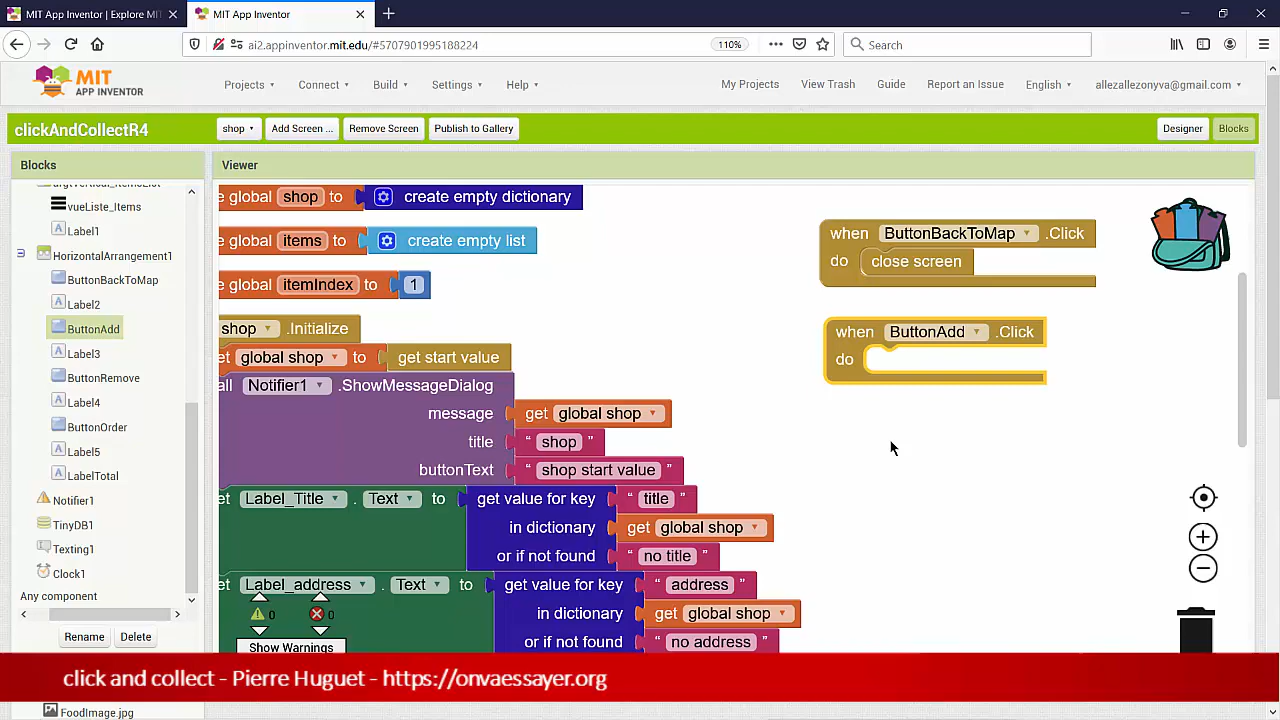 MIT App Inventor | Explore MIT
MIT App Inventor
ai2.appinventor.mit.edu/#5707901995188224
110%
Search
MIT
APP INVENTOR
Projects
Connect
Build
Settings
Help
My Projects
View Trash
Guide
Report an Issue
English
allezallezonyva@gmail.com
clickAndCollectR4
shop
Add Screen ...
Remove Screen
Publish to Gallery
Designer
Blocks
Blocks
Viewer
vueListe_Items
Label1
HorizontalArrangement1
ButtonBackToMap
Label2
ButtonAdd
Label3
ButtonRemove
Label4
ButtonOrder
Label5
LabelTotal
Notifier1
TinyDB1
Texting1
Clock1
Any component
Rename
Delete
FoodImage.jpg
e global shop to create empty dictionary
e global items to create empty list
e global itemIndex to 1
shop .Initialize
et global shop to get start value
all Notifier1 .ShowMessageDialog
message get global shop
title " shop "
buttonText " shop start value "
et Label_Title . Text to get value for key " title "
in dictionary get global shop
or if not found " no title "
et Label_address . Text to get value for key " address "
in dictionary get global shop
or if not found " no address "
0 0
Show Warnings
when ButtonBackToMap .Click
do close screen
when ButtonAdd .Click
do
click and collect - Pierre Huguet - https://onvaessayer.org